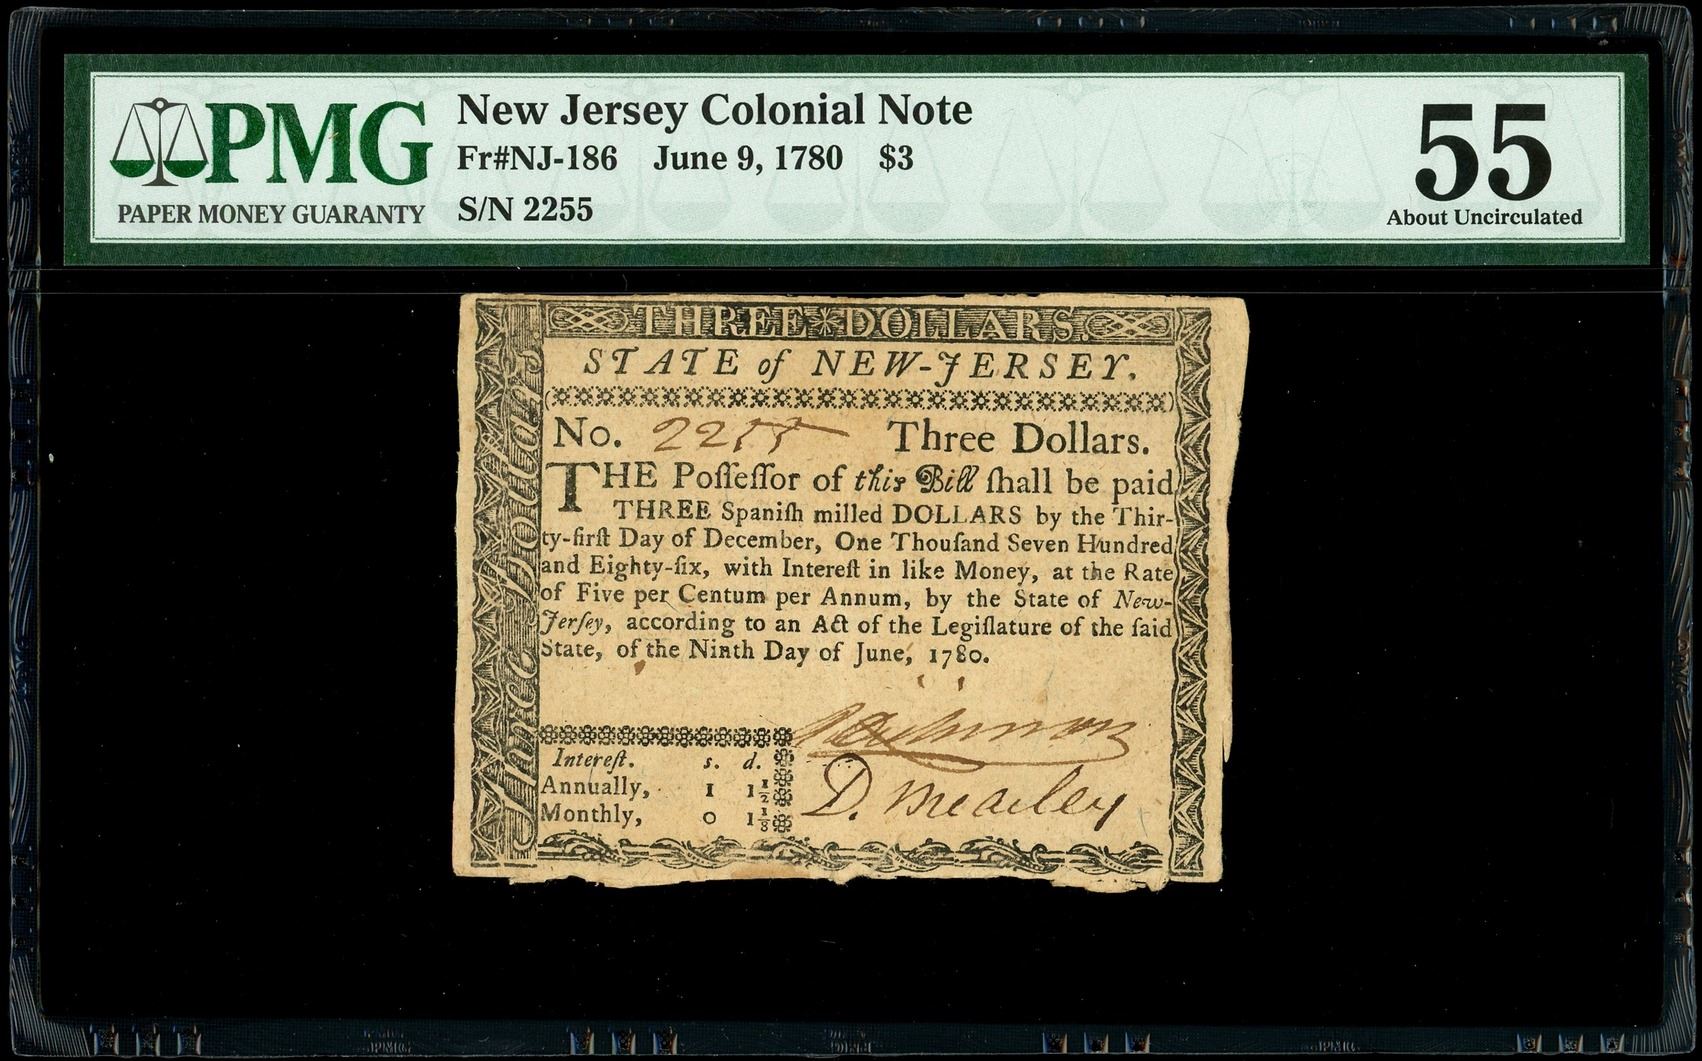 PMG
PAPER MONEY GUARANTY
New Jersey Colonial Note
Fr#NJ-186 June 9, 1780 $3
S/N 2255
55
About Uncirculated
THREE DOLLARS.
STATE of NEW-JERSEY.
Three Dollars
No. 2255 Three Dollars.
THE Poſſeſſor of this Bill ſhall be paid
THREE Spaniſh milled DOLLARS by the Thir-
ty-firſt Day of December, One Thouſand Seven Hundred
and Eighty-ſix, with Intereſt in like Money, at the Rate
of Five per Centum per Annum, by the State of New-
Jerſey, according to an Act of the Legiſlature of the ſaid
State, of the Ninth Day of June, 1780.
Intereſt. s. d.
Annually, 1 1 1/2
Monthly, 0 1 1/8
D. Brearley